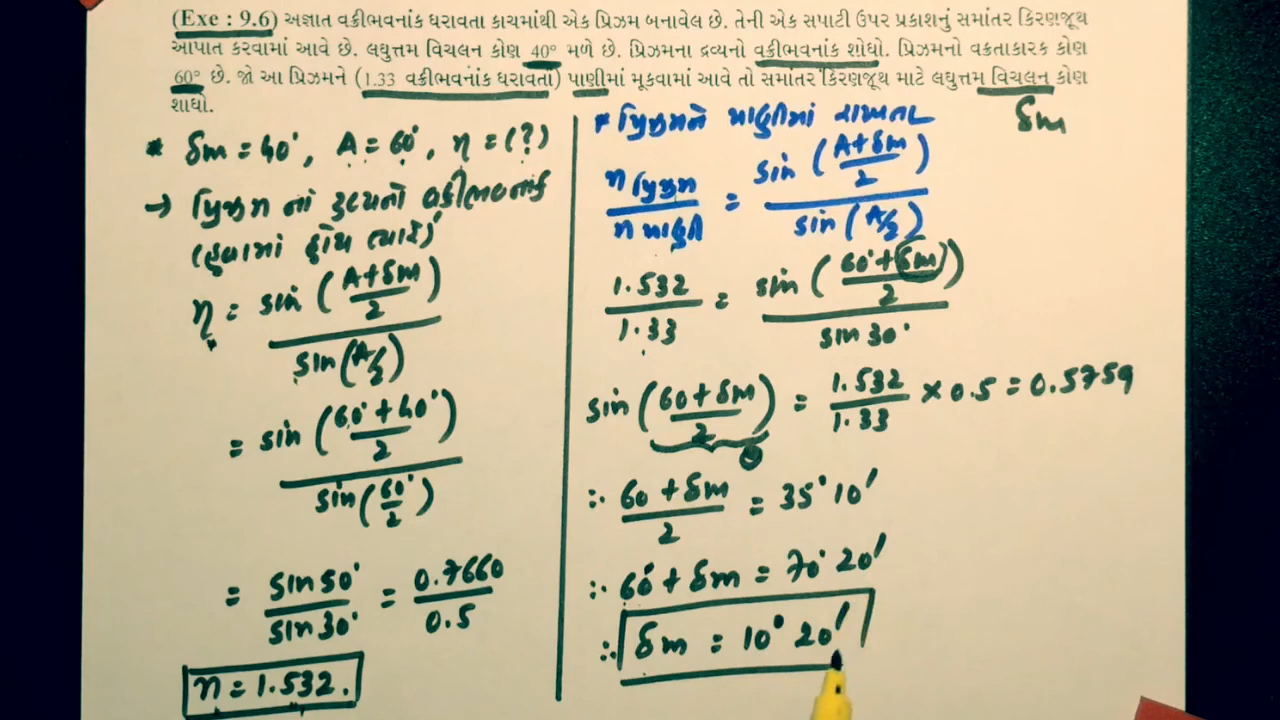 (Exe : 9.6) અજ્ઞાત વક્રીભવનાંક ધરાવતા કાચમાંથી એક પ્રિઝમ બનાવેલ છે. તેની એક સપાટી ઉપર પ્રકાશનું સમાંતર કિરણજૂથ
આપાત કરવામાં આવે છે. લઘુત્તમ વિચલન કોણ 40° મળે છે. પ્રિઝમના દ્રવ્યનો વક્રીભવનાંક શોધો. પ્રિઝમનો વક્રતાકારક કોણ
60° છે. જો આ પ્રિઝમને (1.33 વક્રીભવનાંક ધરાવતા) પાણીમાં મૂકવામાં આવે તો સમાંતર કિરણજૂથ માટે લઘુત્તમ વિચલન કોણ
શોધો.
δm
* δm = 40°, A = 60°, n = (?)
→ પ્રિઝમ નાં દ્રવ્યનો વક્રીભવનાંક
(હવામાં હોય ત્યારે)
n = sin (A+δm/2) / sin(A/2)
= sin (60°+40°/2) / sin(60°/2)
= sin50°/sin30° = 0.7660/0.5
n = 1.532.
* પ્રિઝમને પાણીમાં રાખતા
n પ્રિઝમ/n પાણી = sin (A+δm/2) / sin(A/2)
1.532/1.33 = sin (60°+δm/2) / sin30°
sin (60+δm/2) = 1.532/1.33 × 0.5 = 0.5759
∴ 60+δm/2 = 35°10'
∴ 60°+δm = 70°20'
∴ δm = 10°20'